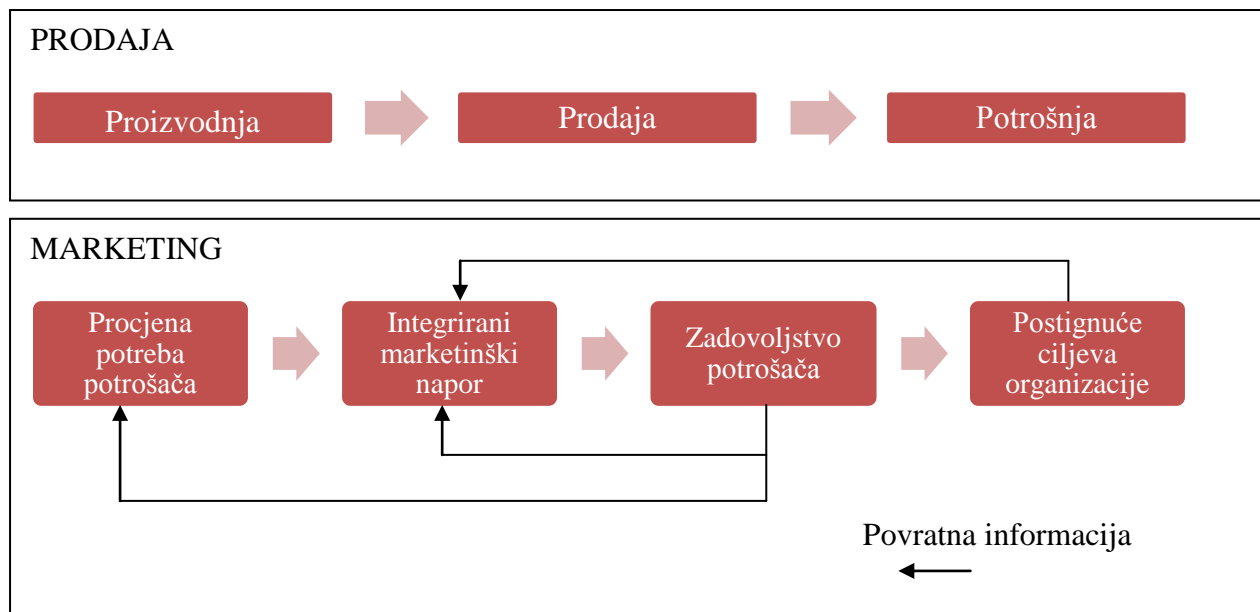 PRODAJA
Proizvodnja
Prodaja
Potrošnja
MARKETING
Procjena
potreba
potrošača
Integrirani
marketinški
napor
Zadovoljstvo
potrošača
Postignuće
ciljeva
organizacije
Povratna informacija